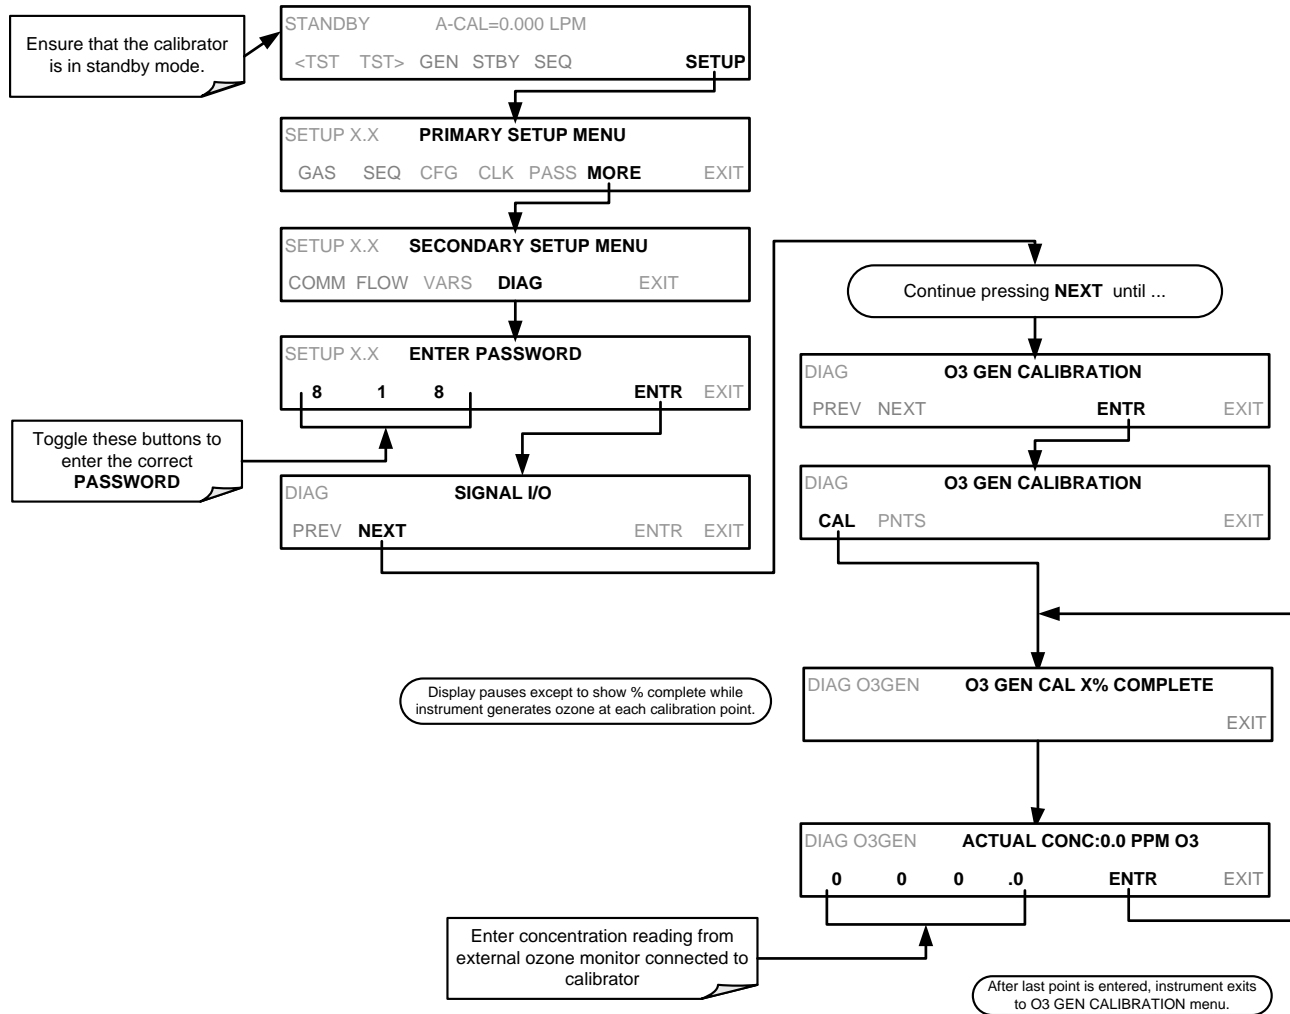 Ensure that the calibrator
is in standby mode.
STANDBY A-CAL=0.000 LPM
<TST TST> GEN STBY SEQ SETUP
SETUP X.X PRIMARY SETUP MENU
GAS SEQ CFG CLK PASS MORE EXIT
SETUP X.X SECONDARY SETUP MENU
COMM FLOW VARS DIAG EXIT
SETUP X.X ENTER PASSWORD
8 1 8 ENTR EXIT
Toggle these buttons to
enter the correct
PASSWORD
DIAG SIGNAL I/O
PREV NEXT ENTR EXIT
Continue pressing NEXT until ...
DIAG O3 GEN CALIBRATION
PREV NEXT ENTR EXIT
DIAG O3 GEN CALIBRATION
CAL PNTS EXIT
Display pauses except to show % complete while
instrument generates ozone at each calibration point.
DIAG O3GEN O3 GEN CAL X% COMPLETE
EXIT
DIAG O3GEN ACTUAL CONC:0.0 PPM O3
0 0 0 .0 ENTR EXIT
Enter concentration reading from
external ozone monitor connected to
calibrator
After last point is entered, instrument exits
to O3 GEN CALIBRATION menu.